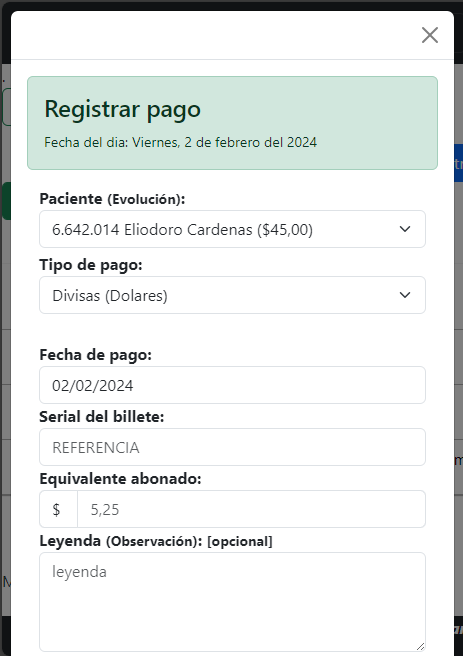 Registrar pago
Fecha del dia: Viernes, 2 de febrero del 2024
Paciente (Evolución):
6.642.014 Eliodoro Cardenas ($45,00)
Tipo de pago:
Divisas (Dolares)
Fecha de pago:
02/02/2024
Serial del billete:
REFERENCIA
Equivalente abonado:
$ 5,25
Leyenda (Observación): [opcional]
leyenda